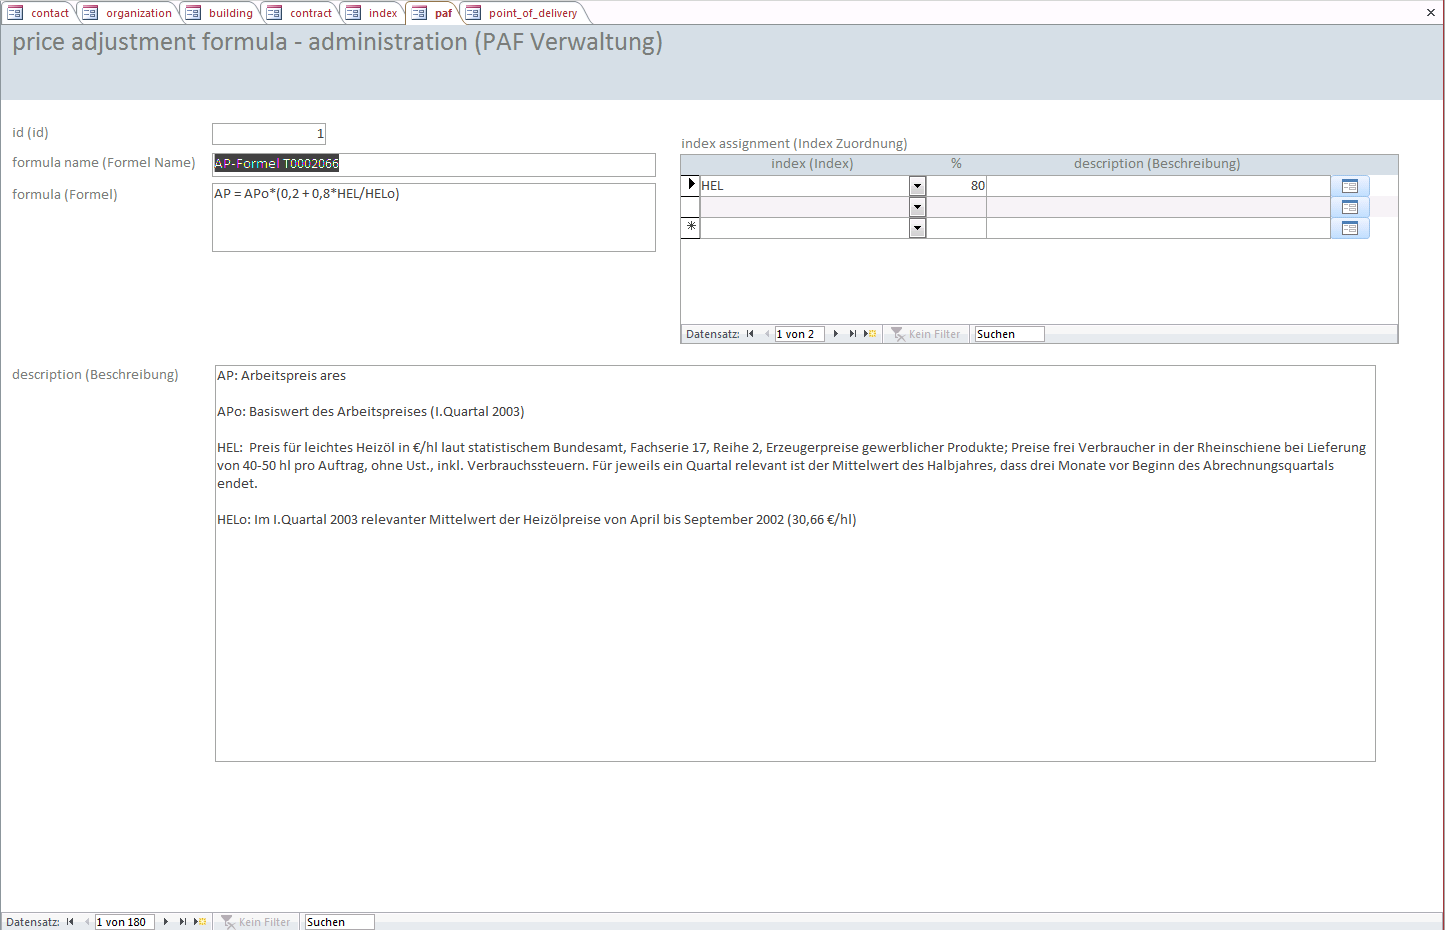 contact organization building contract index paf point_of_delivery
price adjustment formula - administration (PAF Verwaltung)
id (id) 1
formula name (Formel Name) AP-Formel T0002066
formula (Formel) AP = APo*(0,2 + 0,8*HEL/HELo)
index assignment (Index Zuordnung)
index (Index) % description (Beschreibung)
HEL 80
Datensatz: 1 von 2 Kein Filter Suchen
description (Beschreibung)
AP: Arbeitspreis ares
APo: Basiswert des Arbeitspreises (I.Quartal 2003)
HEL:  Preis für leichtes Heizöl in €/hl laut statistischem Bundesamt, Fachserie 17, Reihe 2, Erzeugerpreise gewerblicher Produkte; Preise frei Verbraucher in der Rheinschiene bei Lieferung
von 40-50 hl pro Auftrag, ohne Ust., inkl. Verbrauchssteuern. Für jeweils ein Quartal relevant ist der Mittelwert des Halbjahres, dass drei Monate vor Beginn des Abrechnungsquartals
endet.
HELo: Im I.Quartal 2003 relevanter Mittelwert der Heizölpreise von April bis September 2002 (30,66 €/hl)
Datensatz: 1 von 180 Kein Filter Suchen